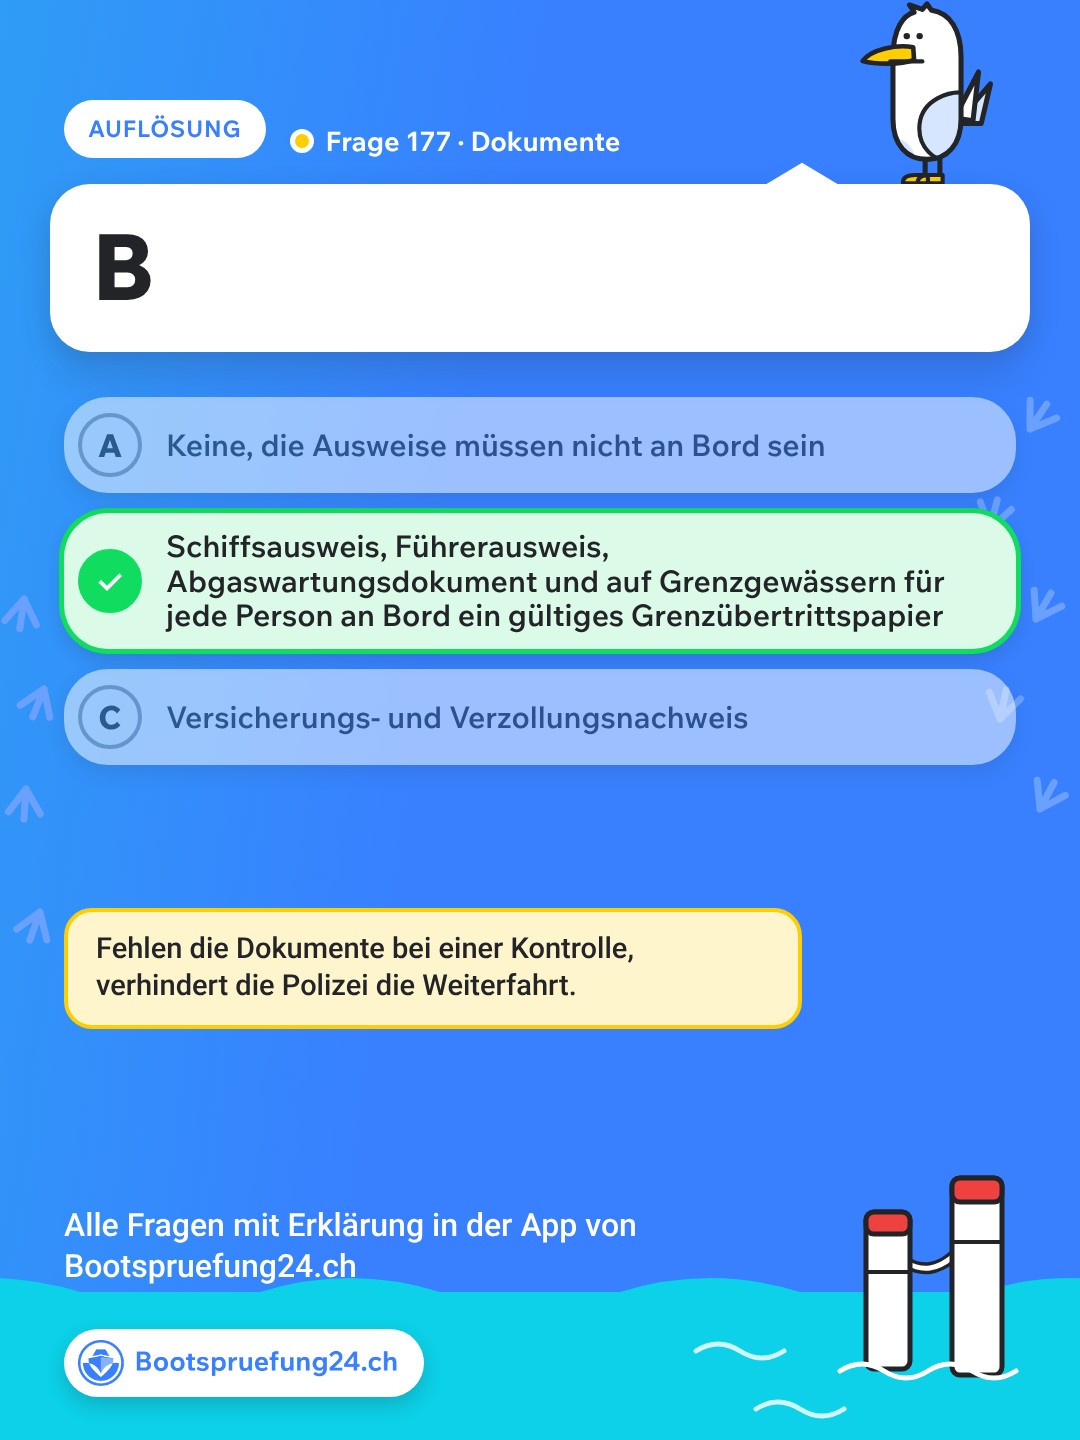 AUFLÖSUNG
Frage 177 · Dokumente
B
A
Keine, die Ausweise müssen nicht an Bord sein
Schiffsausweis, Führerausweis,
Abgaswartungsdokument und auf Grenzgewässern für
jede Person an Bord ein gültiges Grenzübertrittspapier
C
Versicherungs- und Verzollungsnachweis
Fehlen die Dokumente bei einer Kontrolle,
verhindert die Polizei die Weiterfahrt.
Alle Fragen mit Erklärung in der App von
Bootspruefung24.ch
Bootspruefung24.ch